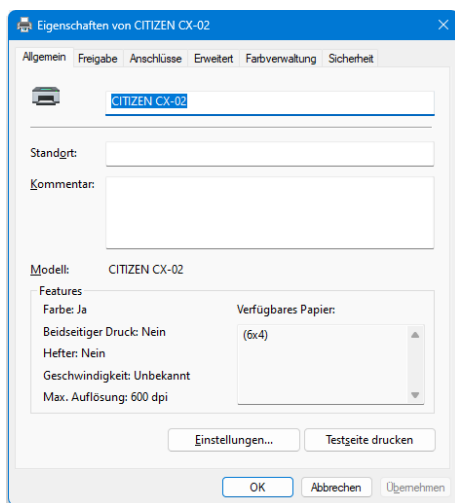 Eigenschaften von CITIZEN CX-02
Allgemein Freigabe Anschlüsse Erweitert Farbverwaltung Sicherheit
CITIZEN CX-02
Standort:
Kommentar:
Modell: CITIZEN CX-02
Features
Farbe: Ja Verfügbares Papier:
Beidseitiger Druck: Nein (6x4)
Hefter: Nein
Geschwindigkeit: Unbekannt
Max. Auflösung: 600 dpi
Einstellungen... Testseite drucken
OK Abbrechen Übernehmen